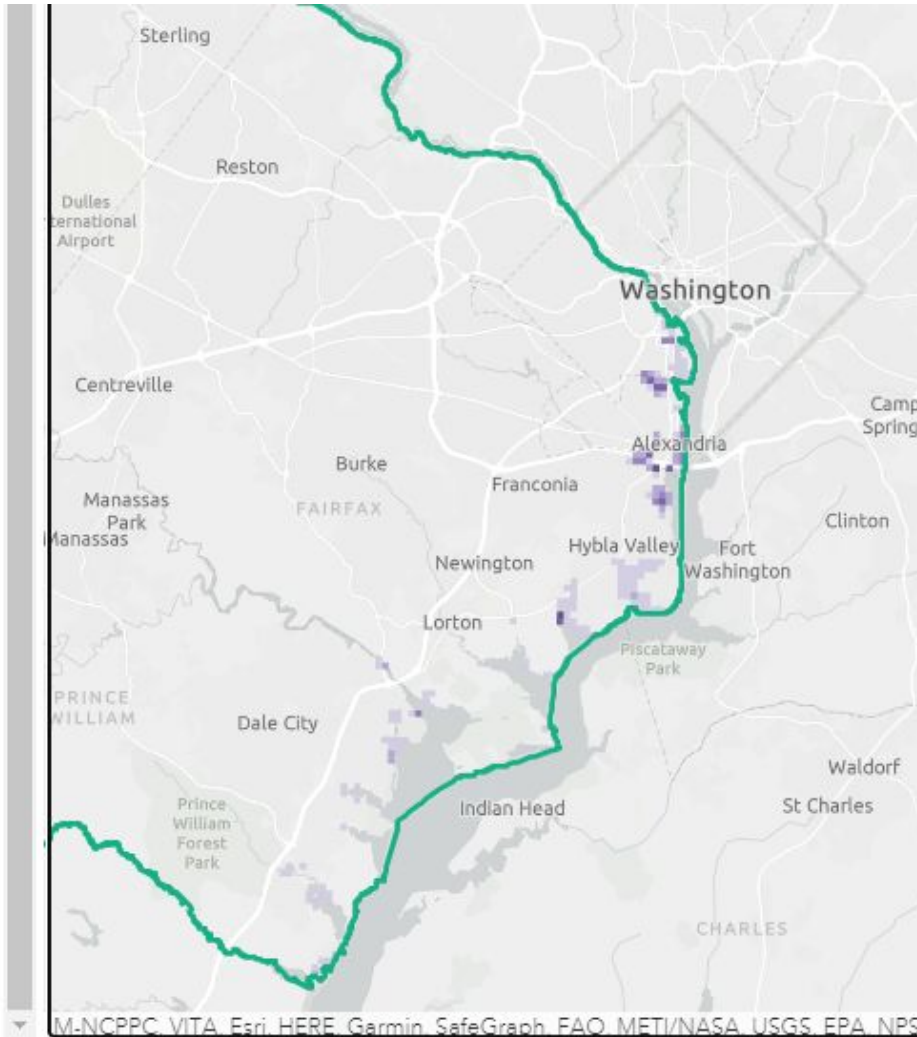 Sterling
Reston
Dulles
ternational
Airport
Washington
Centreville
Camp
Spring
Alexandria
Burke
Franconia
Manassas
Park
FAIRFAX
Manassas
Clinton
Hybla Valley
Fort
Washington
Newington
Lorton
Piscataway
Park
PRINCE
WILLIAM
Dale City
Waldorf
Indian Head
St Charles
Prince
William
Forest
Park
CHARLES
M-NCPPC, VITA, Esri, HERE, Garmin, SafeGraph, FAO, METI/NASA, USGS, EPA, NPS